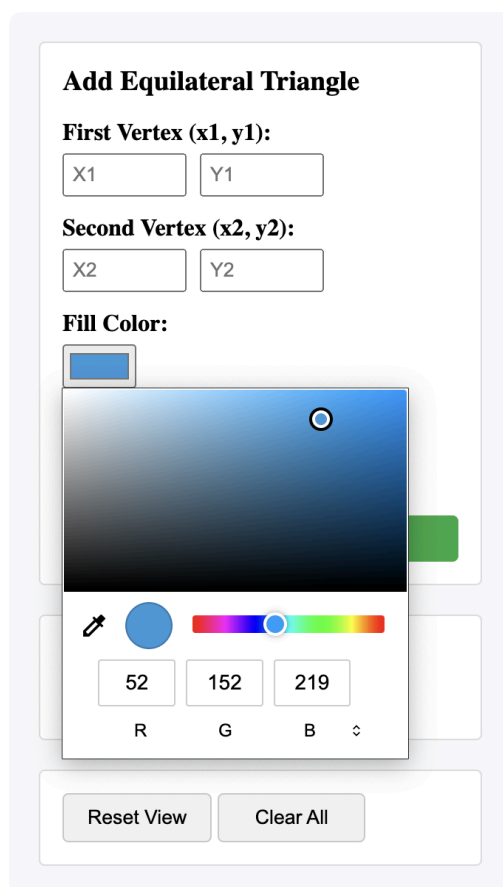 Add Equilateral Triangle
First Vertex (x1, y1):
X1 Y1
Second Vertex (x2, y2):
X2 Y2
Fill Color:
52 152 219
R G B
Reset View Clear All